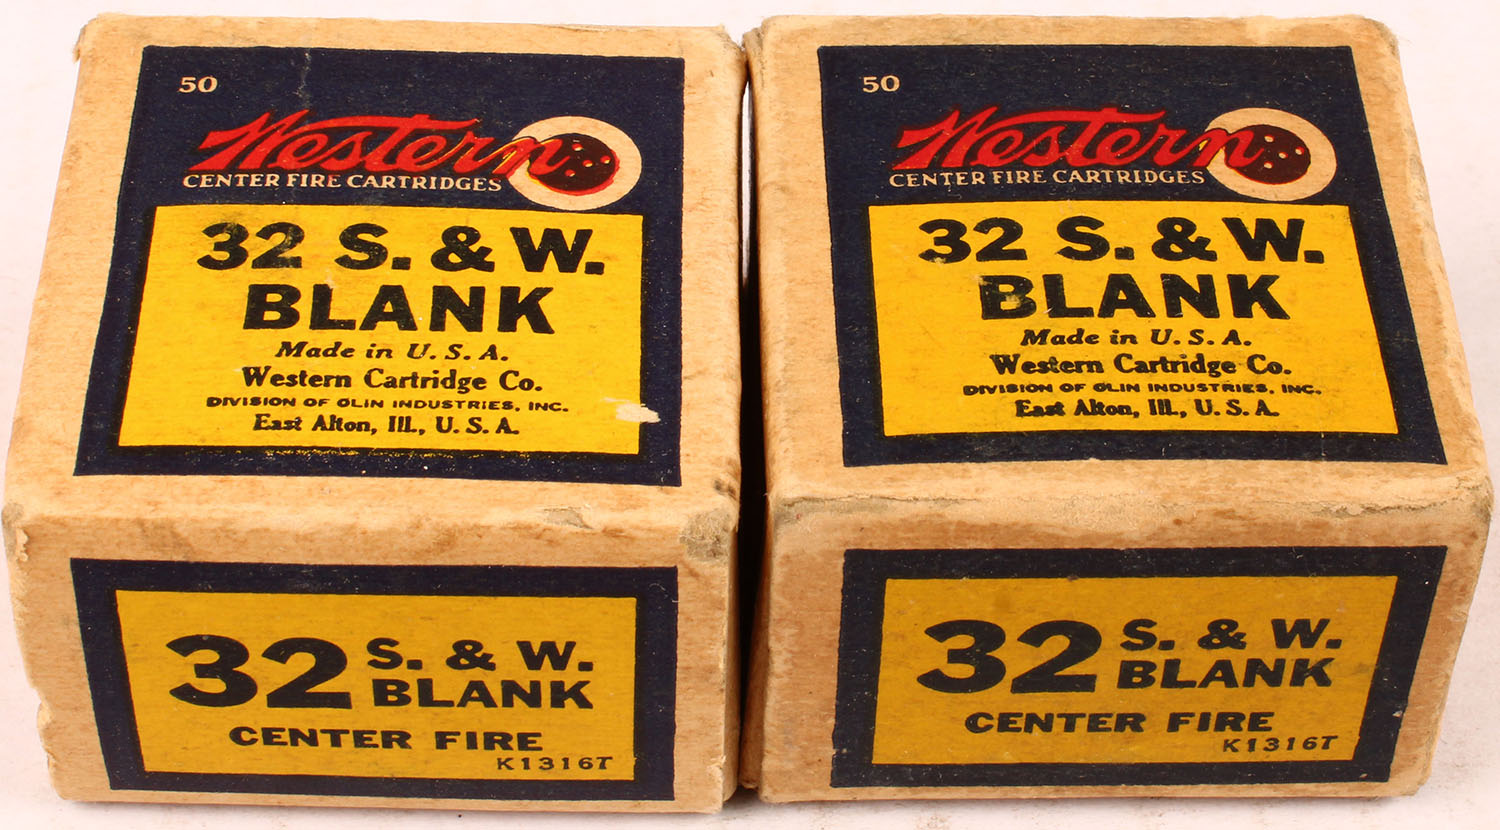 50
Western
CENTER FIRE CARTRIDGES
32 S. & W.
BLANK
Made in U. S. A.
Western Cartridge Co.
DIVISION OF OLIN INDUSTRIES, INC.
East Alton, Ill., U. S. A.
32 S. & W.
BLANK
CENTER FIRE
K1316T
50
Western
CENTER FIRE CARTRIDGES
32 S. & W.
BLANK
Made in U. S. A.
Western Cartridge Co.
DIVISION OF OLIN INDUSTRIES, INC.
East Alton, Ill., U. S. A.
32 S. & W.
BLANK
CENTER FIRE
K1316T